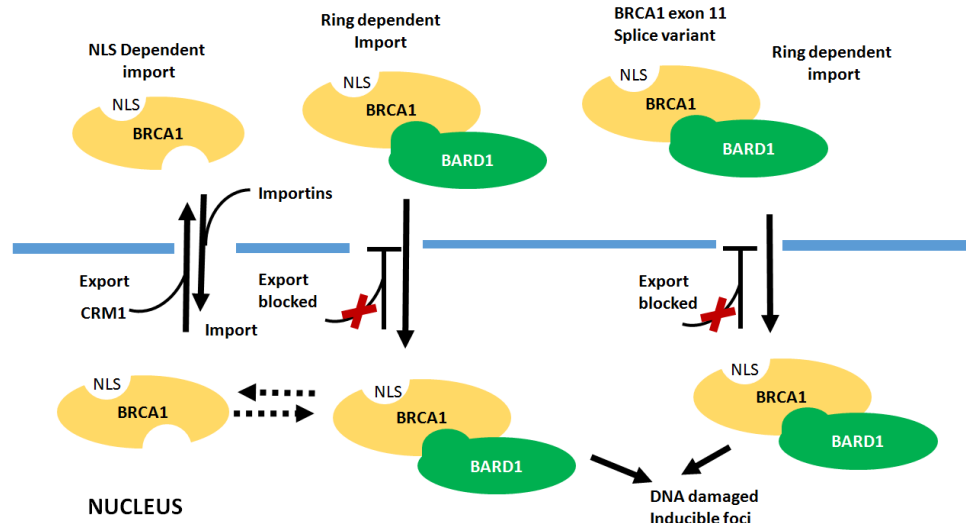 NLS Dependent
import
NLS
BRCA1
Ring dependent
Import
NLS
BRCA1
BARD1
BRCA1 exon 11
Splice variant
Ring dependent
import
NLS
BRCA1
BARD1
Importins
Export
CRM1
Import
Export
blocked
Export
blocked
NLS
BRCA1
NLS
BRCA1
BARD1
NLS
BRCA1
BARD1
DNA damaged
Inducible foci
NUCLEUS